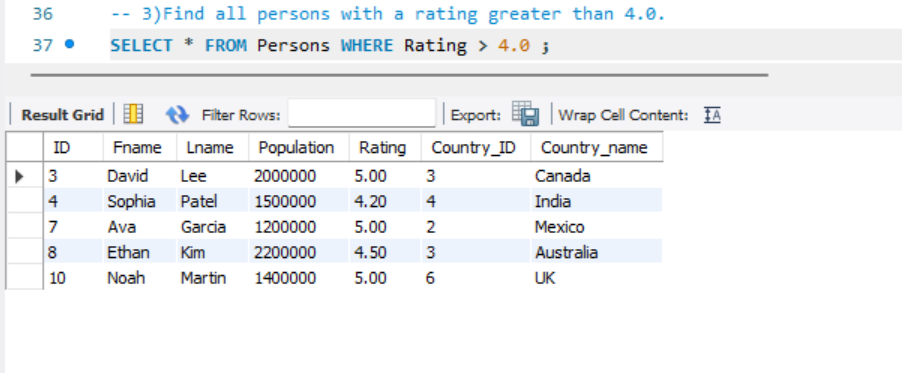 36 -- 3)Find all persons with a rating greater than 4.0.
37 SELECT * FROM Persons WHERE Rating > 4.0 ;
Result Grid Filter Rows: Export: Wrap Cell Content: IA
ID Fname Lname Population Rating Country_ID Country_name
3 David Lee 2000000 5.00 3 Canada
4 Sophia Patel 1500000 4.20 4 India
7 Ava Garcia 1200000 5.00 2 Mexico
8 Ethan Kim 2200000 4.50 3 Australia
10 Noah Martin 1400000 5.00 6 UK